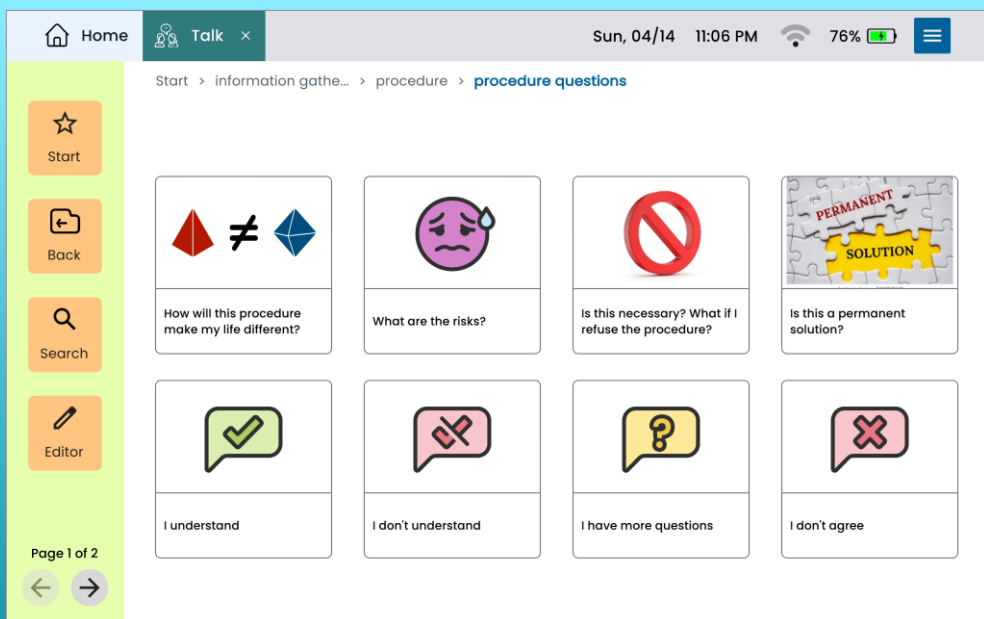 Home
Talk ×
Sun, 04/14 11:06 PM 76%
Start > information gathe... > procedure > procedure questions
Start
Back
Search
Editor
Page 1 of 2
PERMANENT
SOLUTION
How will this procedure
make my life different?
What are the risks?
Is this necessary? What if I
refuse the procedure?
Is this a permanent
solution?
I understand
I don't understand
I have more questions
I don't agree